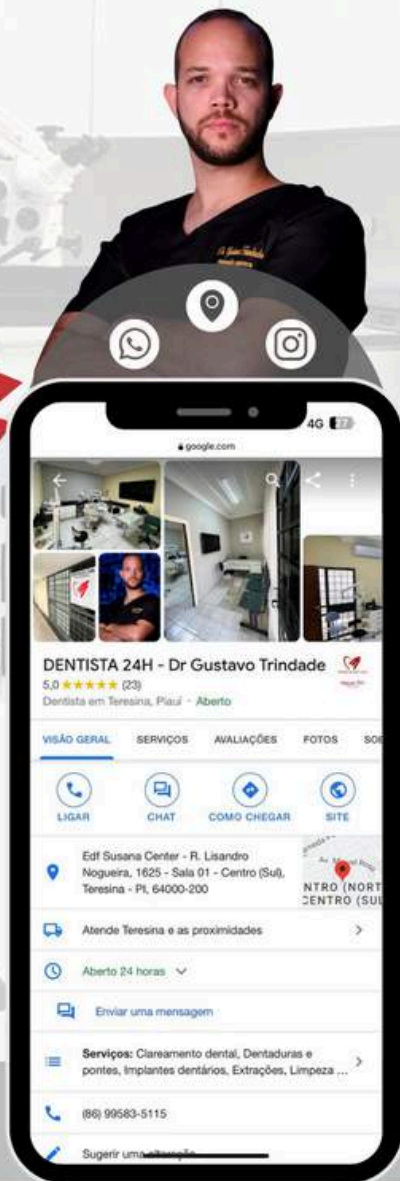 4G 27
google.com
DENTISTA 24H - Dr Gustavo Trindade
5,0 ★★★★★ (23)
Dentista em Teresina, Piauí - Aberto
VISÃO GERAL SERVIÇOS AVALIAÇÕES FOTOS SOB
LIGAR CHAT COMO CHEGAR SITE
Edf Susana Center - R. Lisandro
Nogueira, 1625 - Sala 01 - Centro (Sul),
Teresina - PI, 64000-200
NTRO (NORT
CENTRO (SUL
Atende Teresina e as proximidades
Aberto 24 horas
Enviar uma mensagem
Serviços: Clareamento dental, Dentaduras e
pontes, Implantes dentários, Extrações, Limpeza ...
(86) 99583-5115
Sugerir uma alteração